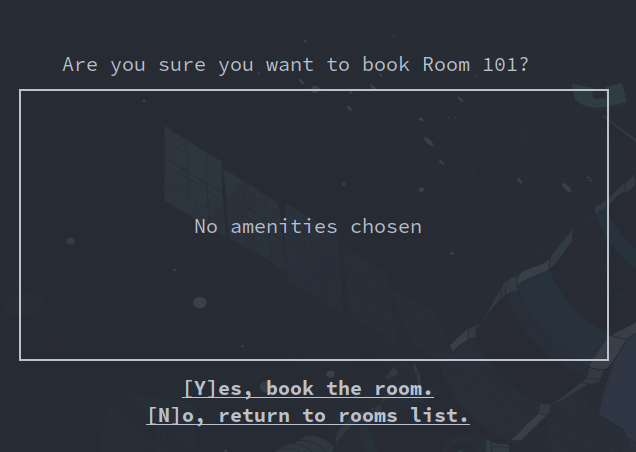 Are you sure you want to book Room 101?
No amenities chosen
[Y]es, book the room.
[N]o, return to rooms list.